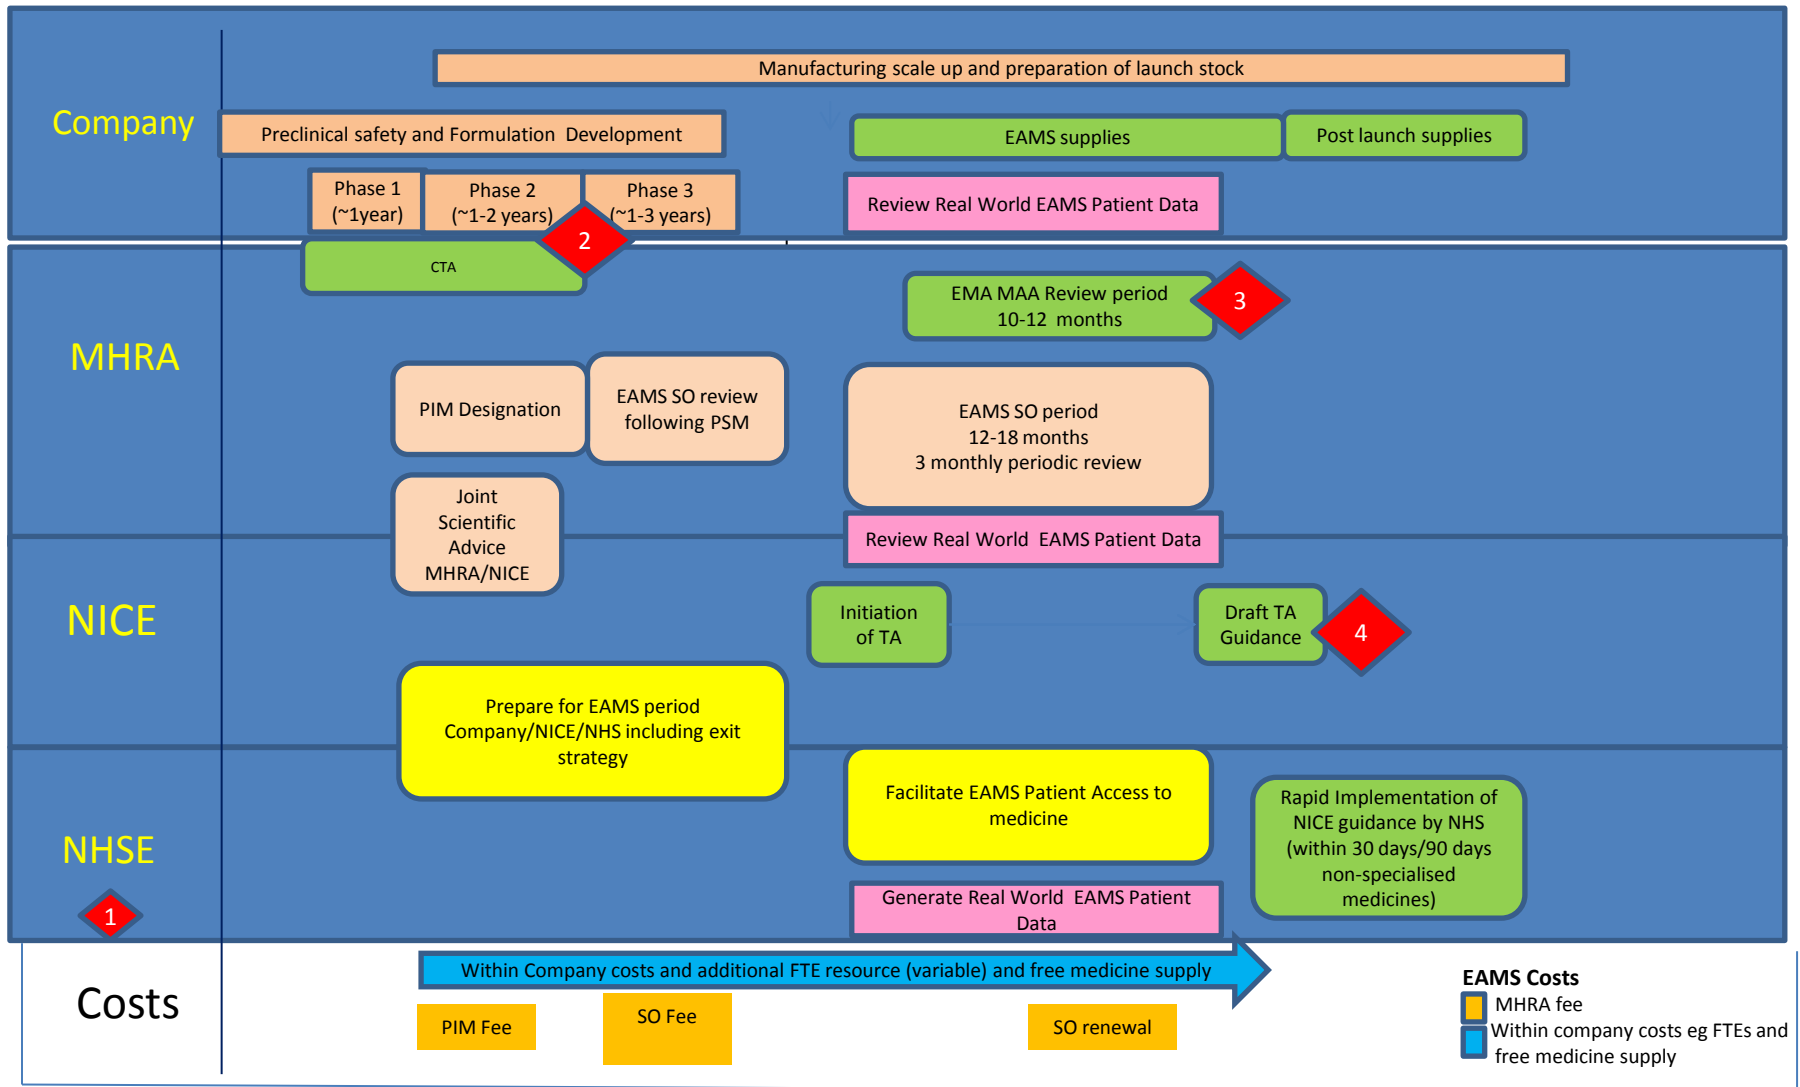 Manufacturing scale up and preparation of launch stock
Company
Preclinical safety and Formulation Development
EAMS supplies
Post launch supplies
Phase 1
(~1year)
Phase 2
(~1-2 years)
Phase 3
(~1-3 years)
Review Real World EAMS Patient Data
2
CTA
EMA MAA Review period
10-12 months
3
MHRA
PIM Designation
EAMS SO review
following PSM
EAMS SO period
12-18 months
3 monthly periodic review
Joint
Scientific
Advice
MHRA/NICE
Review Real World EAMS Patient Data
NICE
Initiation
of TA
Draft TA
Guidance
4
Prepare for EAMS period
Company/NICE/NHS including exit
strategy
NHSE
Facilitate EAMS Patient Access to
medicine
Rapid Implementation of
NICE guidance by NHS
(within 30 days/90 days
non-specialised
medicines)
1
Generate Real World EAMS Patient
Data
Costs
Within Company costs and additional FTE resource (variable) and free medicine supply
PIM Fee
SO Fee
SO renewal
EAMS Costs
MHRA fee
Within company costs eg FTEs and
free medicine supply